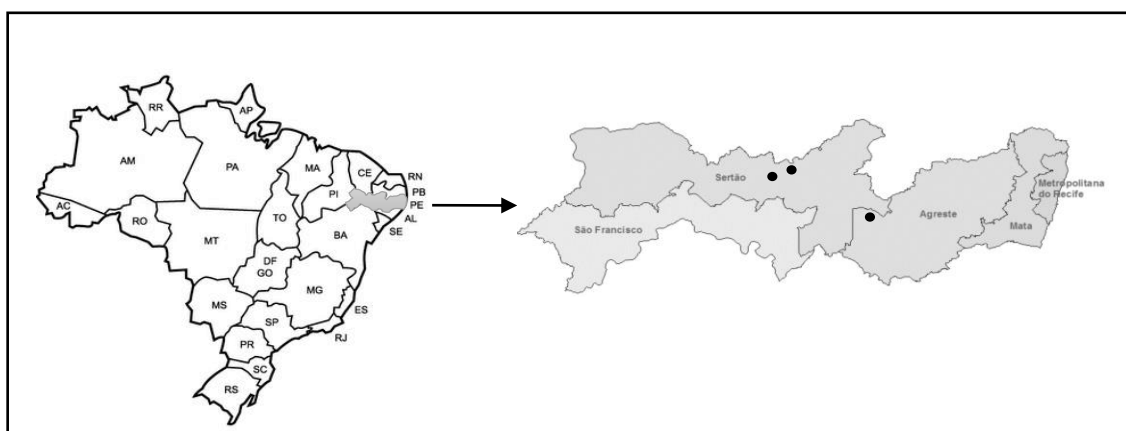 RR
AP
AM
PA
MA
CE
RN
PI
PB
PE
AC
AL
RO
TO
SE
MT
BA
DF
GO
MG
MS
ES
SP
RJ
PR
SC
RS
Sertão
Metropolitana
do Recife
Agreste
São Francisco
Mata